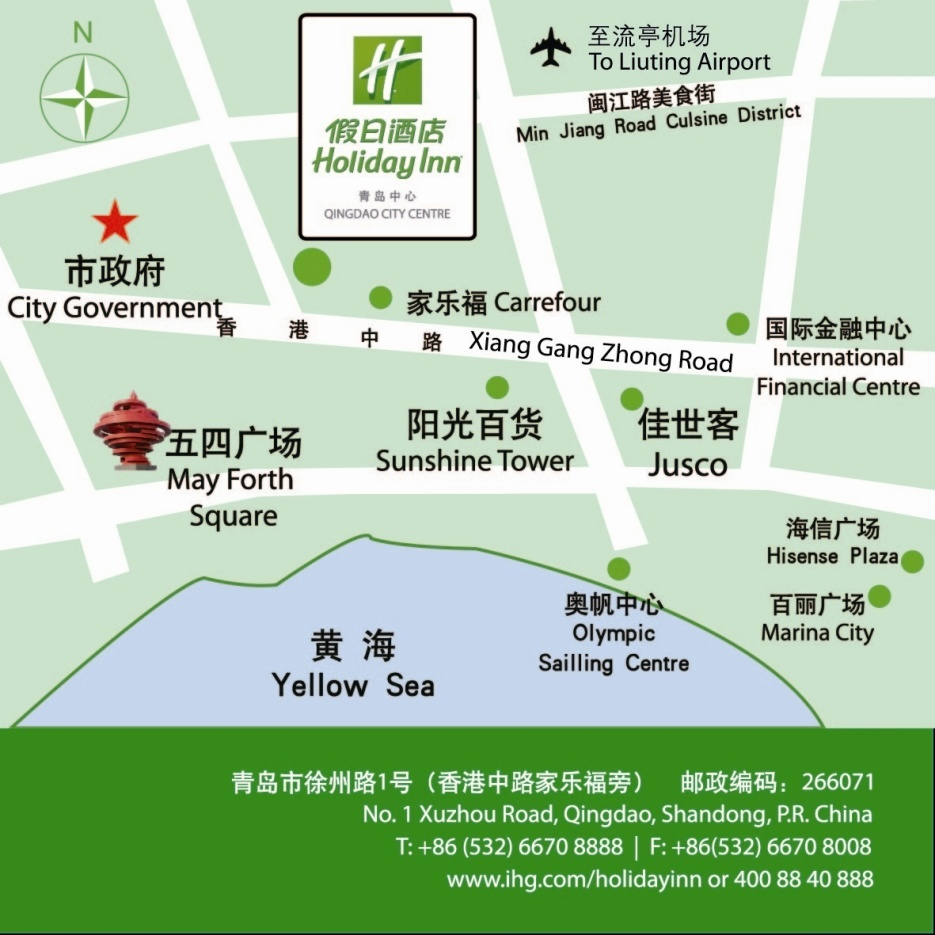 N
假日酒店
Holiday Inn
青岛中心
QINGDAO CITY CENTRE
至流亭机场
To Liuting Airport
闽江路美食街
Min Jiang Road Culsine District
市政府
City Government
家乐福 Carrefour
香港中路 Xiang Gang Zhong Road
国际金融中心
International
Financial Centre
五四广场
May Forth
Square
阳光百货
Sunshine Tower
佳世客
Jusco
海信广场
Hisense Plaza
百丽广场
Marina City
奥帆中心
Olympic
Sailling Centre
黄海
Yellow Sea
青岛市徐州路1号（香港中路家乐福旁） 邮政编码：266071
No. 1 Xuzhou Road, Qingdao, Shandong, P.R. China
T: +86 (532) 6670 8888 | F: +86(532) 6670 8008
www.ihg.com/holidayinn or 400 88 40 888